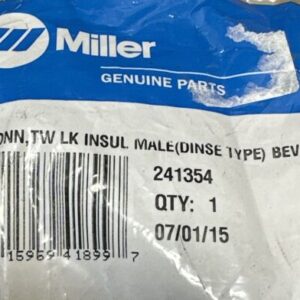 Miller
GENUINE PARTS
ONN,TW LK INSUL MALE(DINSE TYPE) BEV
241354
QTY: 1
07/01/15
15959 41899 7